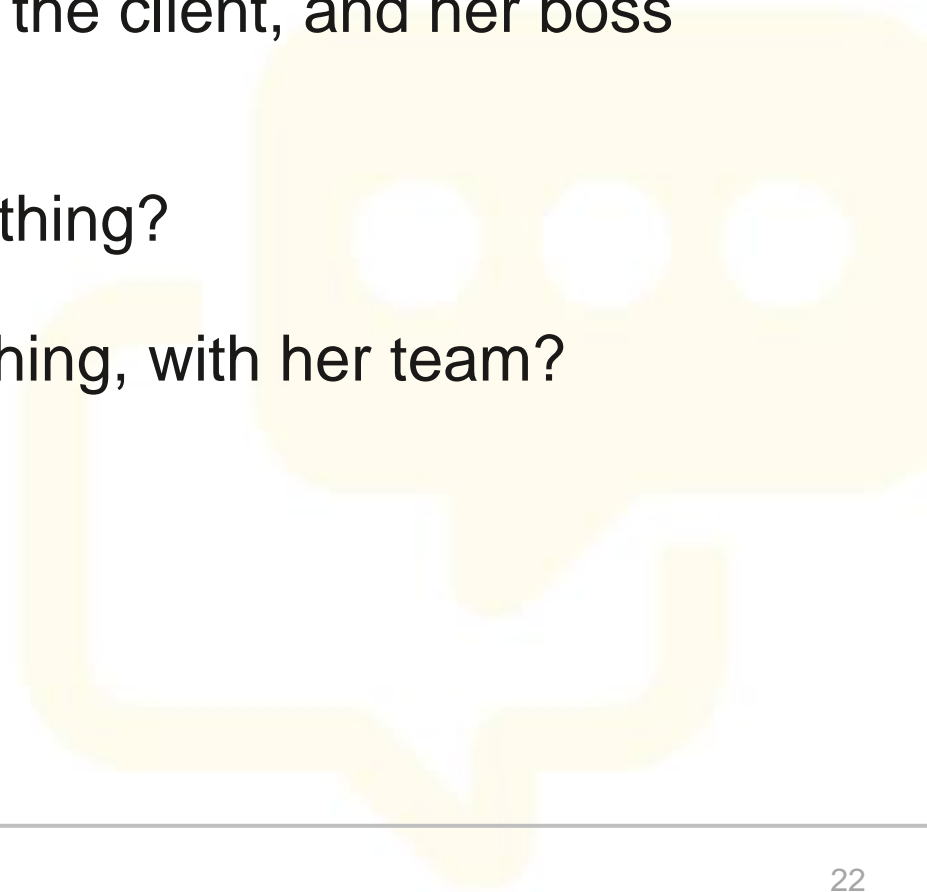 the client, and her boss
thing?
hing, with her team?
22